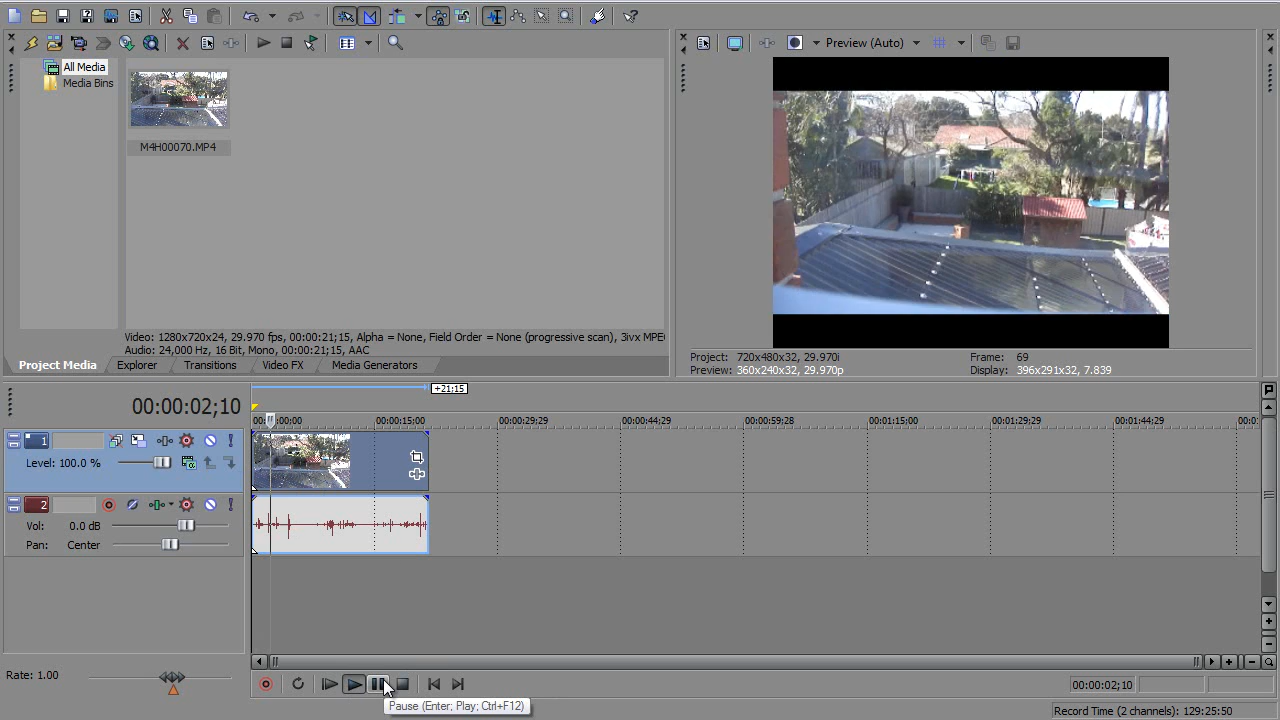 Preview (Auto)
All Media
Media Bins
M4H00070.MP4
Video: 1280x720x24, 29.970 fps, 00:00:21;15, Alpha = None, Field Order = None (progressive scan), 3ivx MPE
Audio: 24,000 Hz, 16 Bit, Mono, 00:00:21;15, AAC
Project Media Explorer Transitions Video FX Media Generators
Project: 720x480x32, 29.970i Frame: 69
Preview: 360x240x32, 29.970p Display: 396x291x32, 7.839
+21;15
00:00:02;10
00:00:15;00 00:00:29;29 00:00:44;29 00:00:59;28 00:01:15;00 00:01:29;29 00:01:44;29
1
Level: 100.0 %
2
Vol: 0.0 dB
Pan: Center
Rate: 1.00
00:00:02;10
Pause (Enter; Play; Ctrl+F12)
Record Time (2 channels): 129:25:50